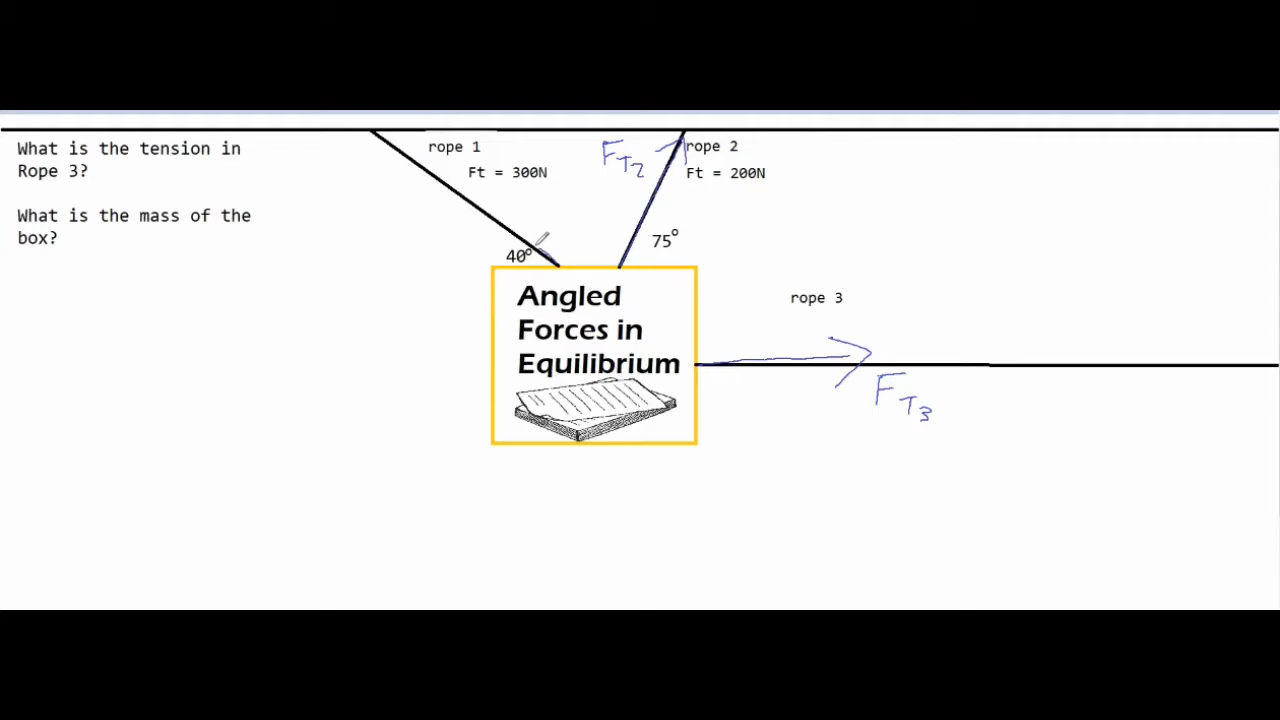 What is the tension in
Rope 3?
What is the mass of the
box?
rope 1
Ft = 300N
F_T2
rope 2
Ft = 200N
40°
75°
Angled
Forces in
Equilibrium
rope 3
F_T3